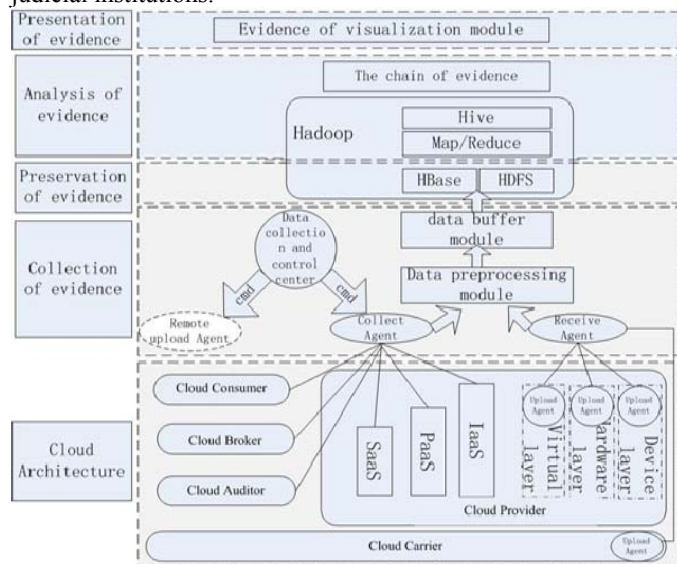 judicial institutions.
Presentation
of evidence
Evidence of visualization module
Analysis of
evidence
The chain of evidence
Hadoop
Hive
Map/Reduce
Preservation
of evidence
HBase
HDFS
Collection
of evidence
Data
collectio
n and
control
center
data buffer
module
Data preprocessing
module
cmd
cmd
Remote
upload Agent
Collect
Agent
Receive
Agent
Cloud
Architecture
Cloud Consumer
Cloud Broker
Cloud Auditor
SaaS
PaaS
IaaS
Upload
Agent
Virtual
layer
Upload
Agent
Hardware
layer
Upload
Agent
Device
layer
Cloud Provider
Cloud Carrier
Upload
Agent